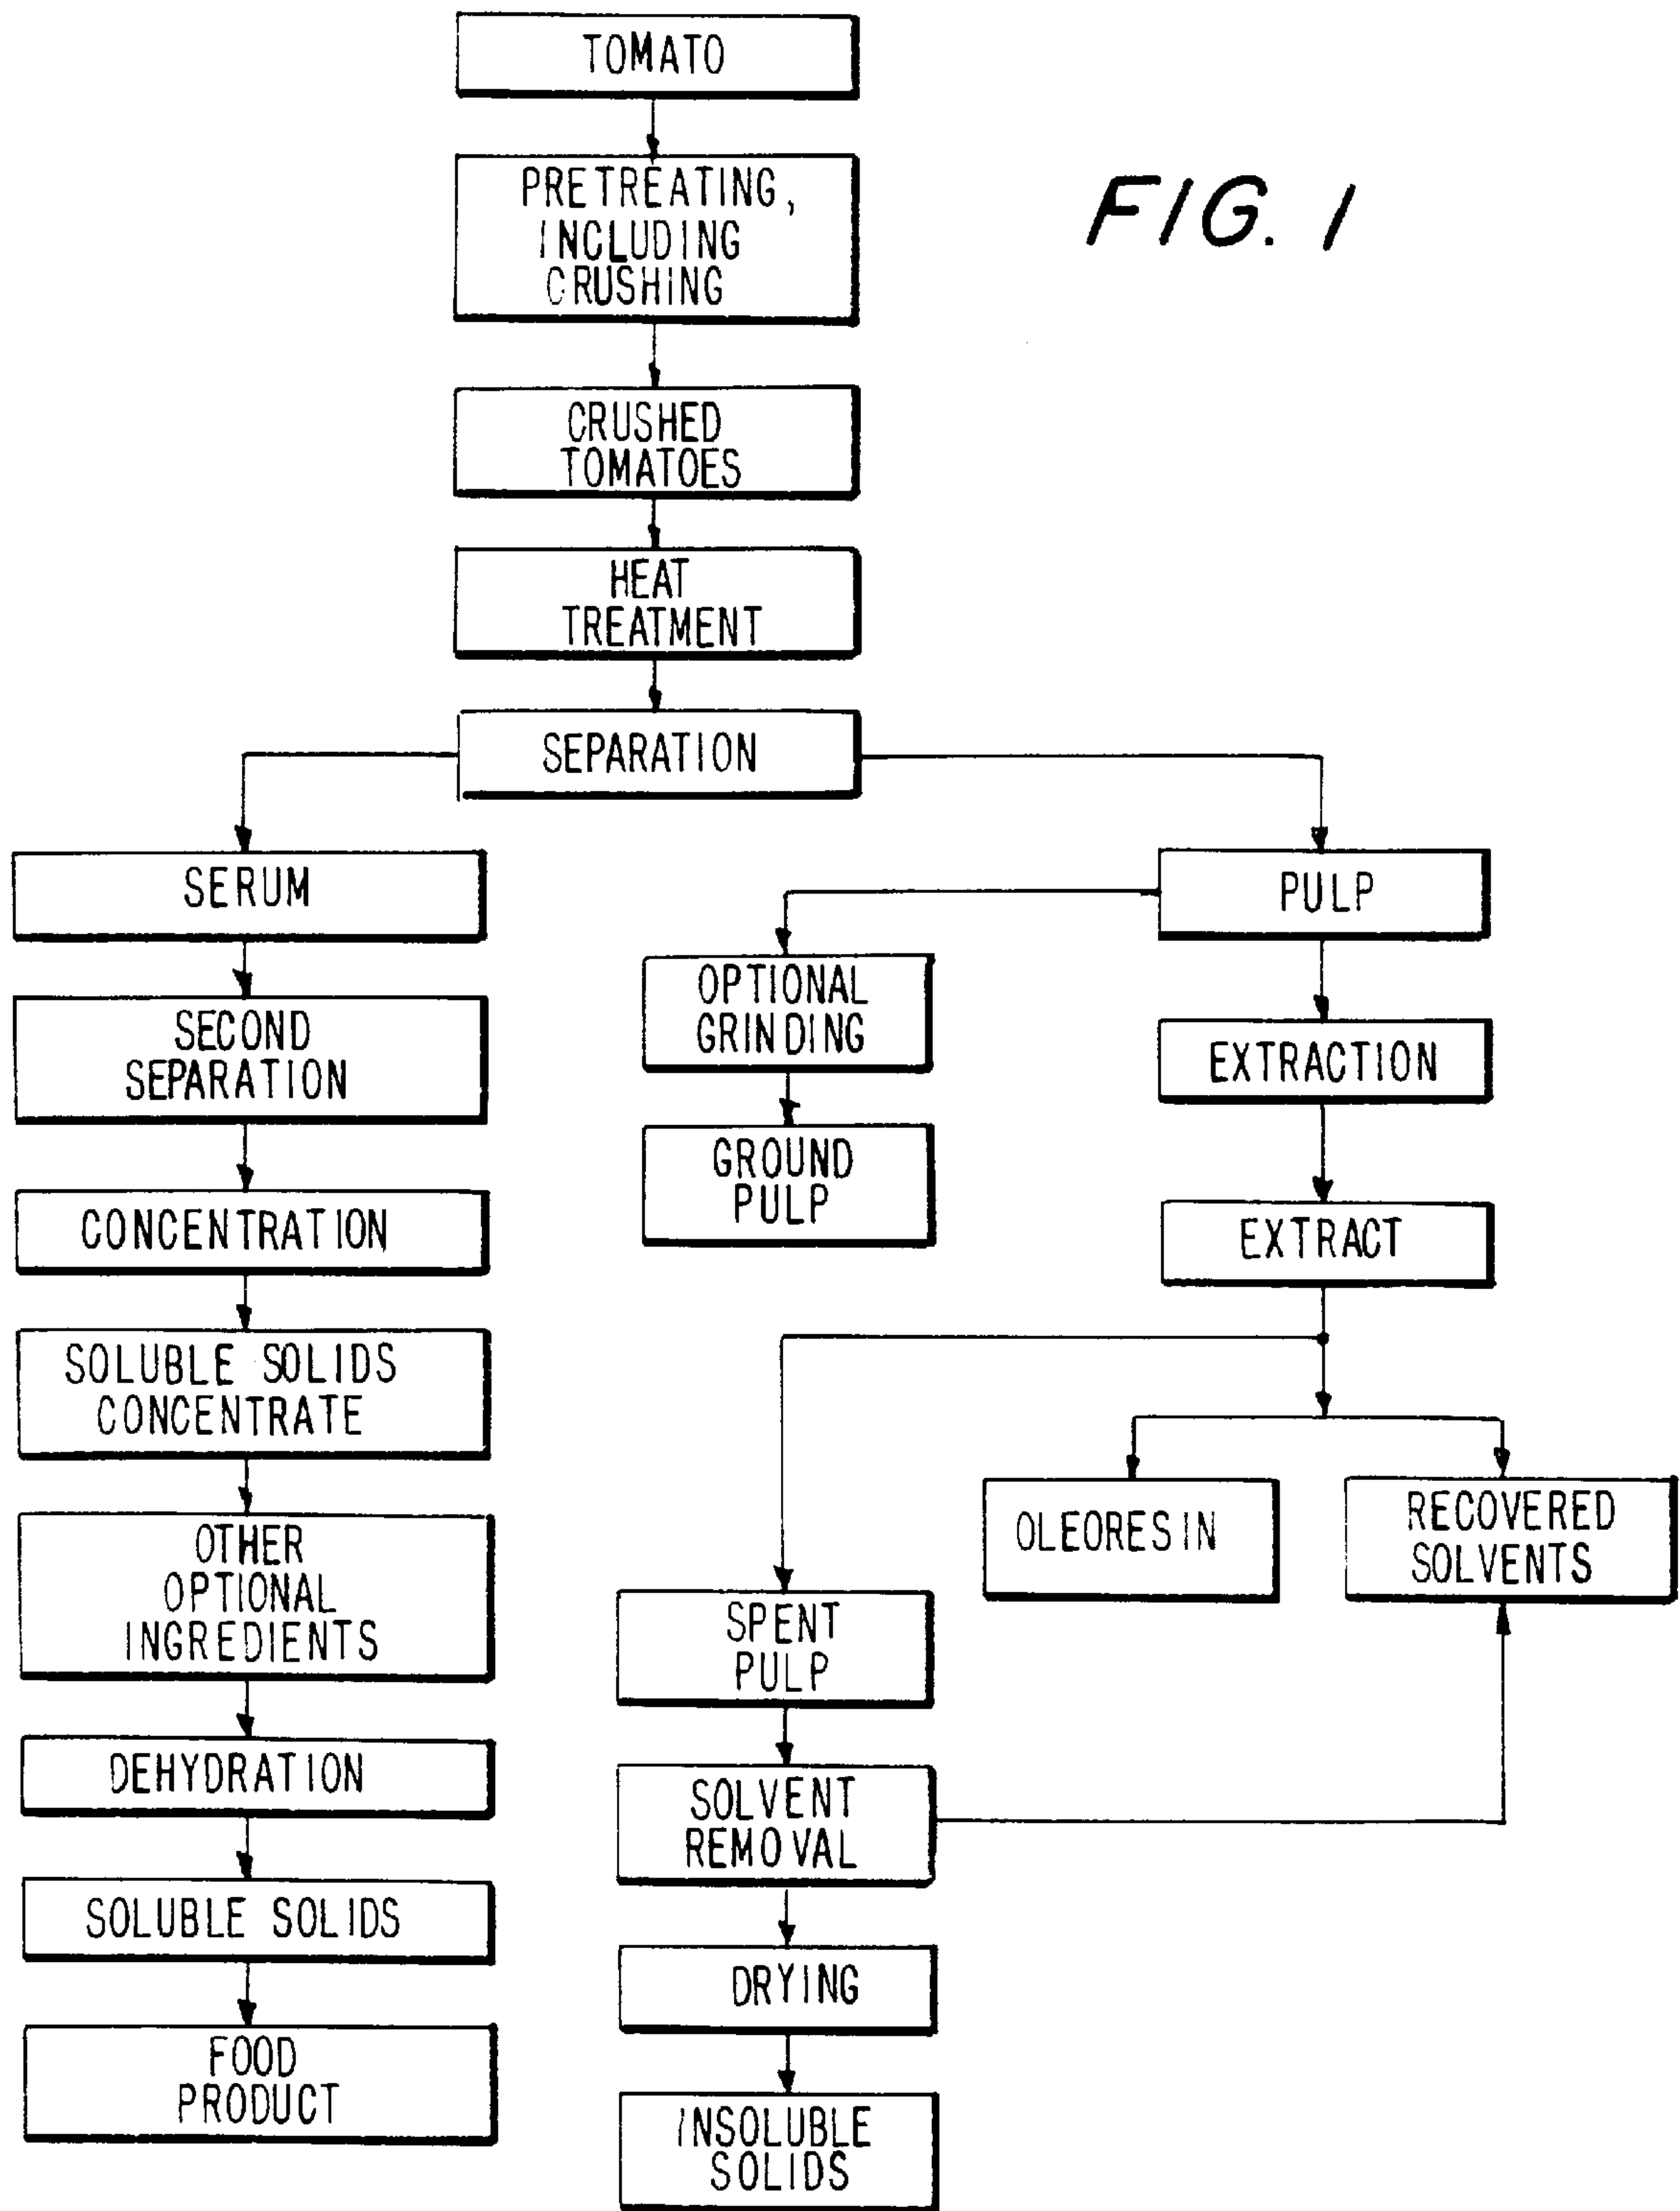 TOMATO
PRETREATING,
INCLUDING
CRUSHING
FIG. 1
CRUSHED
TOMATOES
HEAT
TREATMENT
SEPARATION
SERUM
SECOND
SEPARATION
CONCENTRATION
SOLUBLE SOLIDS
CONCENTRATE
OTHER
OPTIONAL
INGREDIENTS
DEHYDRATION
SOLUBLE SOLIDS
FOOD
PRODUCT
PULP
OPTIONAL
GRINDING
GROUND
PULP
EXTRACTION
EXTRACT
OLEORESIN
RECOVERED
SOLVENTS
SPENT
PULP
SOLVENT
REMOVAL
DRYING
INSOLUBLE
SOLIDS